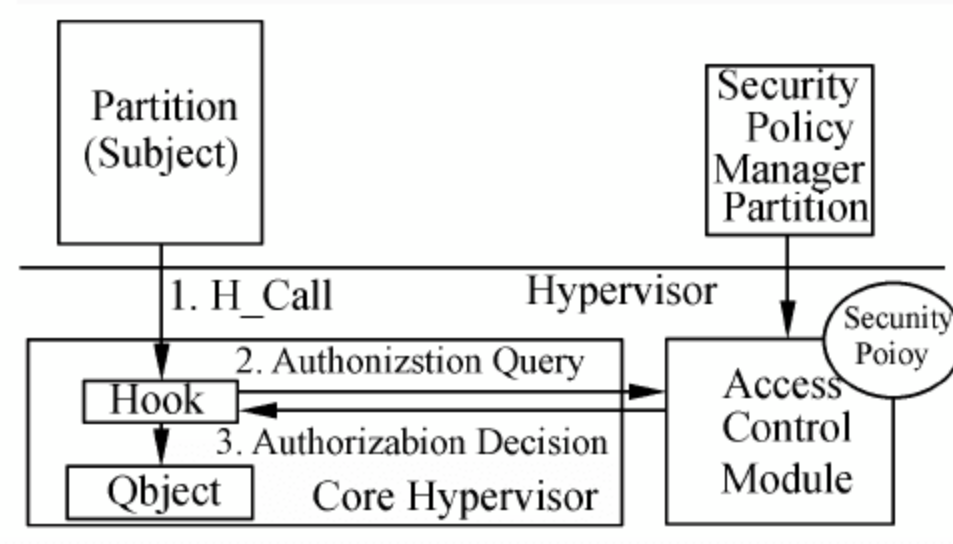 Partition
(Subject)
Security
Policy
Manager
Partition
1. H_Call
Hypervisor
Secunity
Poioy
2. Authonizstion Query
Hook
3. Authorizabion Decision
Qbject
Core Hypervisor
Access
Control
Module